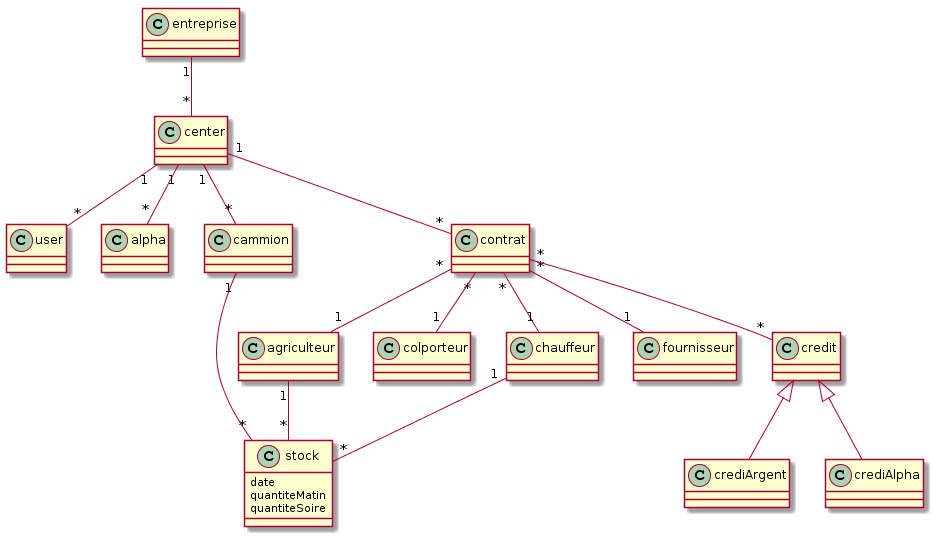 C entreprise
1
*
C center
1 1 1 1
* * * *
C user
C alpha
C cammion
C contrat
*
*
1
* * *
1 1 1 1 *
C agriculteur
C colporteur
C chauffeur
C fournisseur
C credit
1 1
* * *
C stock
date
quantiteMatin
quantiteSoire
C crediArgent
C crediAlpha